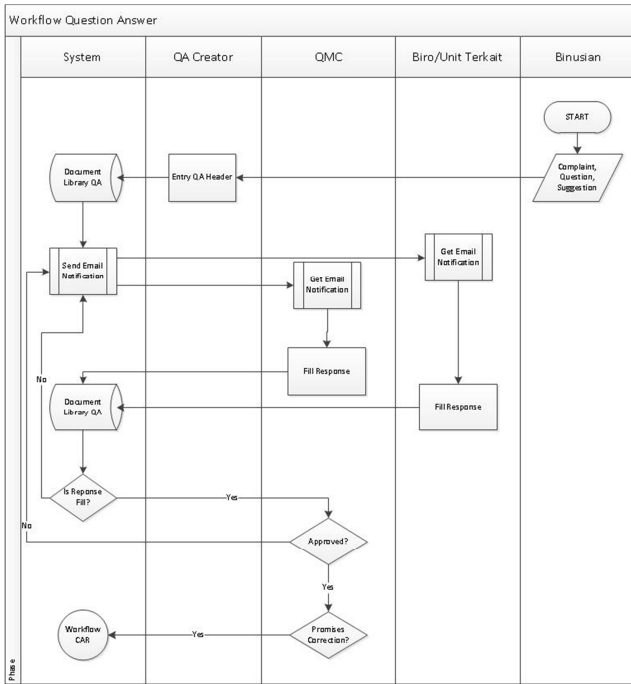 Workflow Question Answer
System
QA Creator
QMC
Biro/Unit Terkait
Binusian
START
Complaint,
Question,
Suggestion
Entry QA Header
Document
Library QA
Send Email
Notification
Get Email
Notification
Get Email
Notification
Fill Response
Fill Response
No
Document
Library QA
Is Reponse
Fill?
Yes
No
Approved?
Yes
Promises
Correction?
Yes
Workflow
CAR
Phase